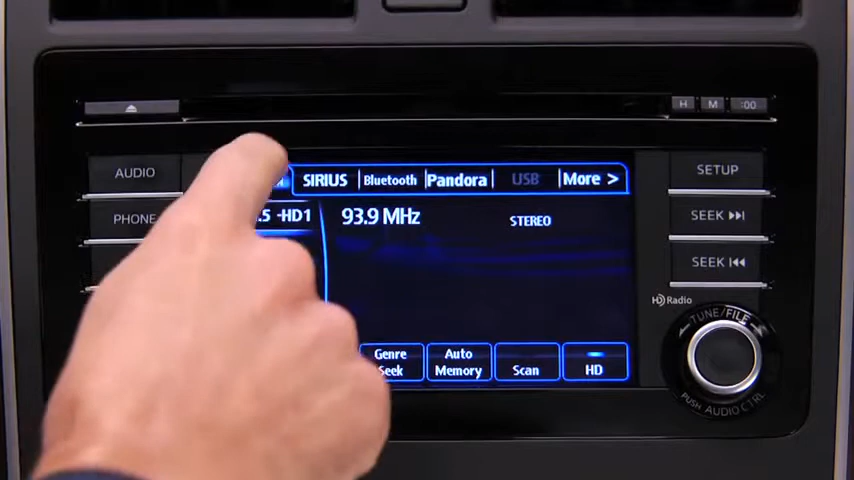 H M :00
AUDIO
SETUP
SIRIUS Bluetooth Pandora USB More >
PHONE
.5 -HD1 93.9 MHz STEREO
SEEK
SEEK
HD Radio
TUNE/FILE
Genre Seek
Auto Memory
Scan
HD
PUSH AUDIO CTRL